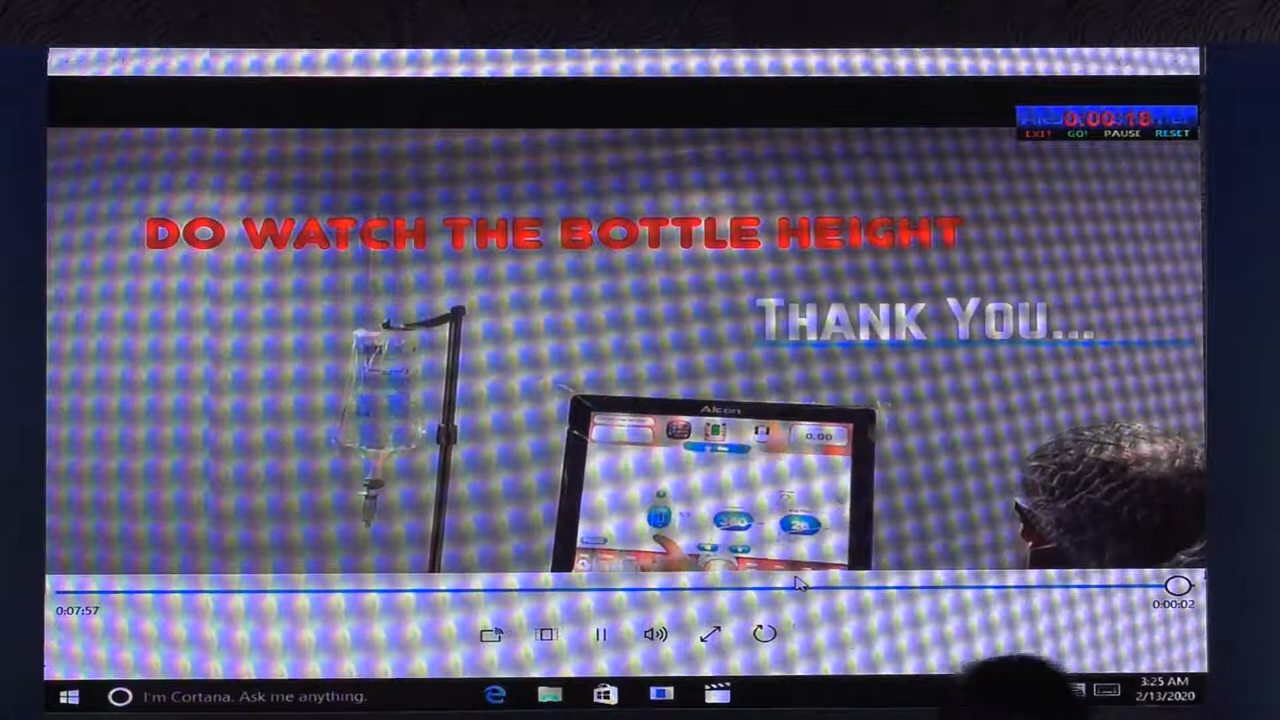 0:00:18
EXIT GO! PAUSE RESET
DO WATCH THE BOTTLE HEIGHT
THANK YOU...
Alcon
0.00
0:07:57
0:00:02
I'm Cortana. Ask me anything.
3:25 AM
2/13/2020